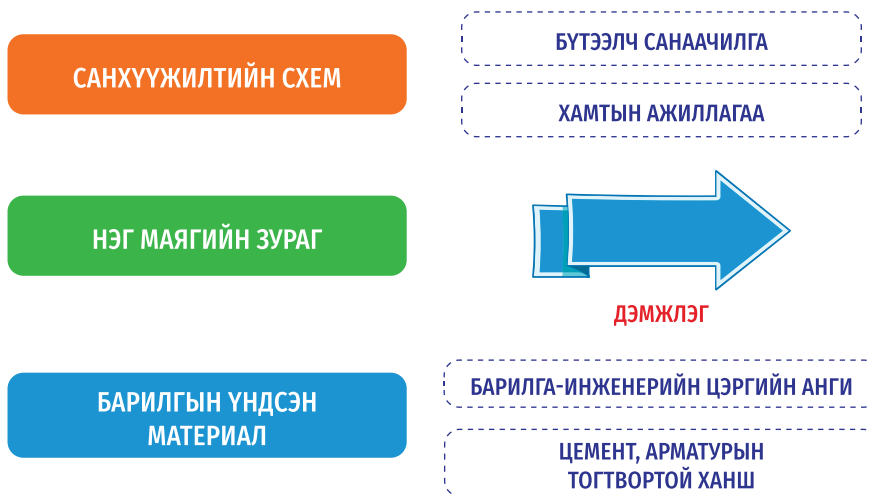 САНХҮҮЖИЛТИЙН СХЕМ
БҮТЭЭЛЧ САНААЧИЛГА
ХАМТЫН АЖИЛЛАГАА
НЭГ МАЯГИЙН ЗУРАГ
ДЭМЖЛЭГ
БАРИЛГЫН ҮНДСЭН
МАТЕРИАЛ
БАРИЛГА-ИНЖЕНЕРИЙН ЦЭРГИЙН АНГИ
ЦЕМЕНТ, АРМАТУРЫН
ТОГТВОРТОЙ ХАНШ